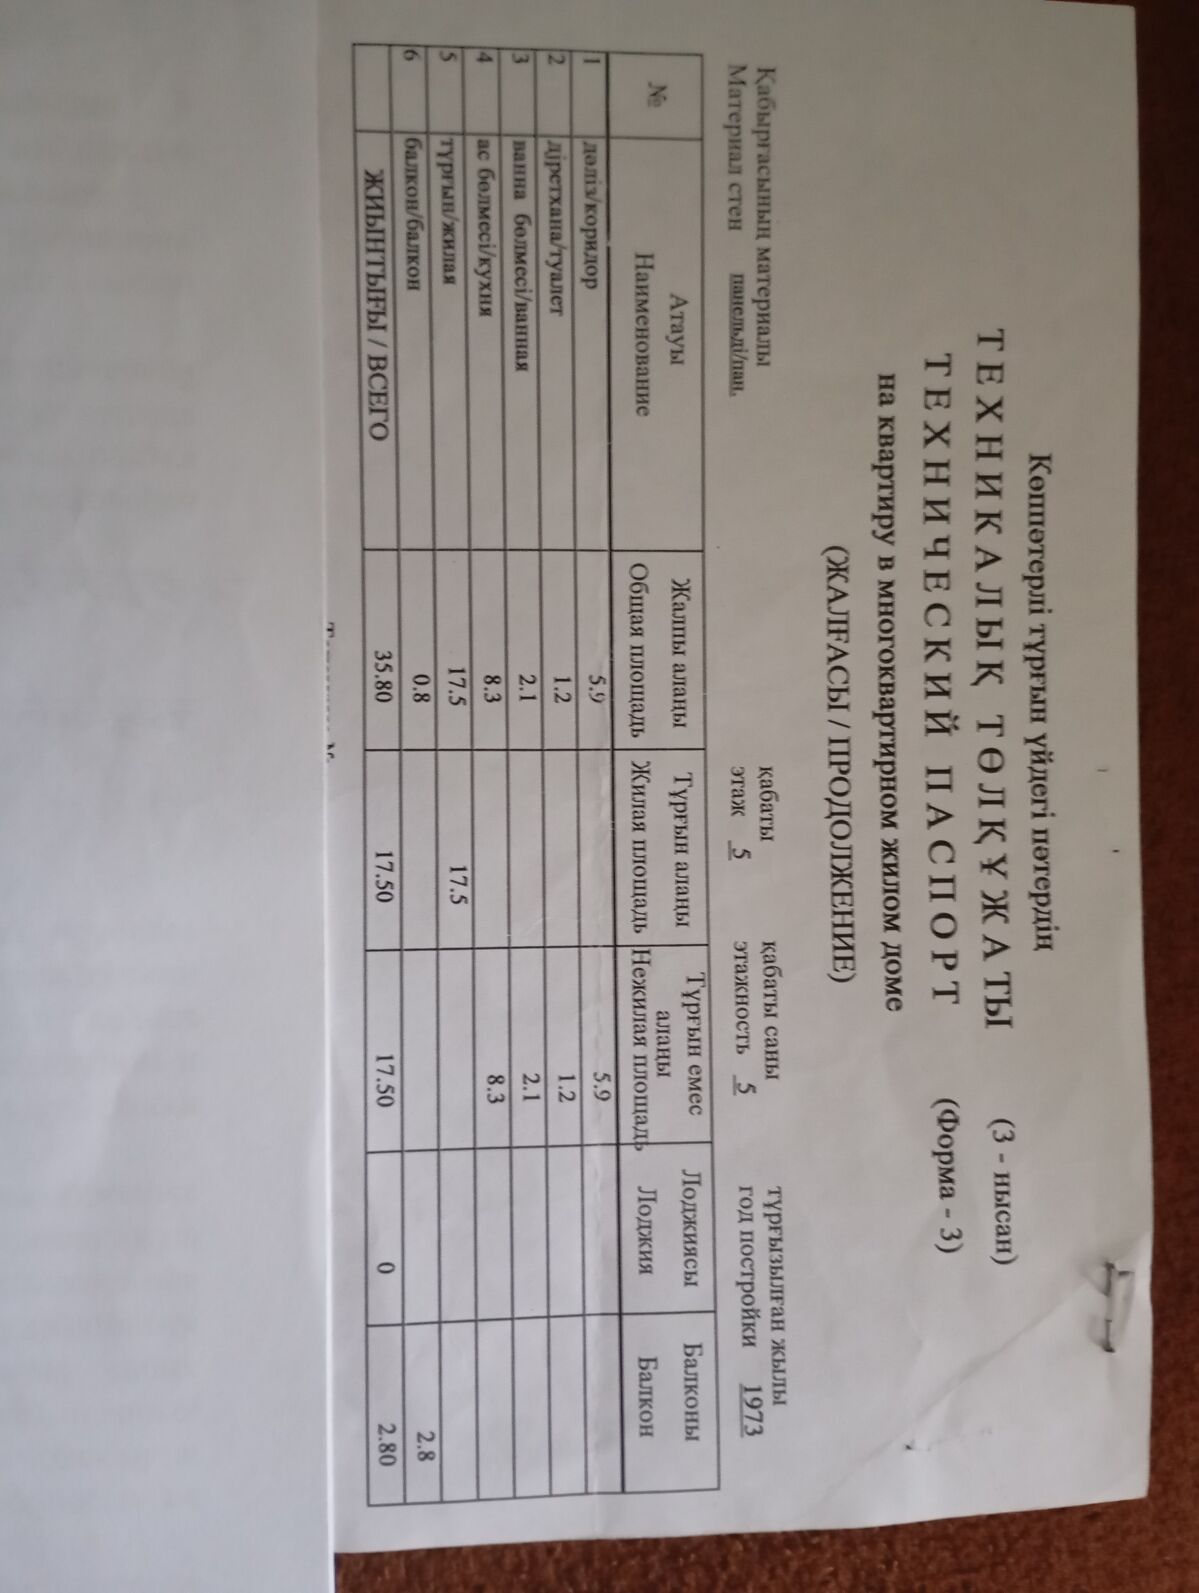 Көппәтерлі тұрғын үйдегі пәтердің
ТЕХНИКАЛЫҚ ТӨЛҚҰЖАТЫ (3 - нысан)
ТЕХНИЧЕСКИЙ ПАСПОРТ (Форма - 3)
на квартиру в многоквартирном жилом доме
(ЖАЛҒАСЫ / ПРОДОЛЖЕНИЕ)
Қабырғасының материалы қабаты қабаты саны тұрғызылған жылы
Материал стен панельді/пан. этаж 5 этажность 5 год постройки 1973
№ Атауы Наименование Жалпы алаңы Общая площадь Тұрғын алаңы Жилая площадь Тұрғын емес алаңы Нежилая площадь Лоджиясы Лоджия Балконы Балкон
1 дәліз/коридор 5.9 5.9
2 дәретхана/туалет 1.2 1.2
3 ванна бөлмесі/ванная 2.1 2.1
4 ас бөлмесі/кухня 8.3 8.3
5 тұрғын/жилая 17.5 17.5
6 балкон/балкон 0.8 2.8
ЖИЫНТЫҒЫ / ВСЕГО 35.80 17.50 17.50 0 2.80